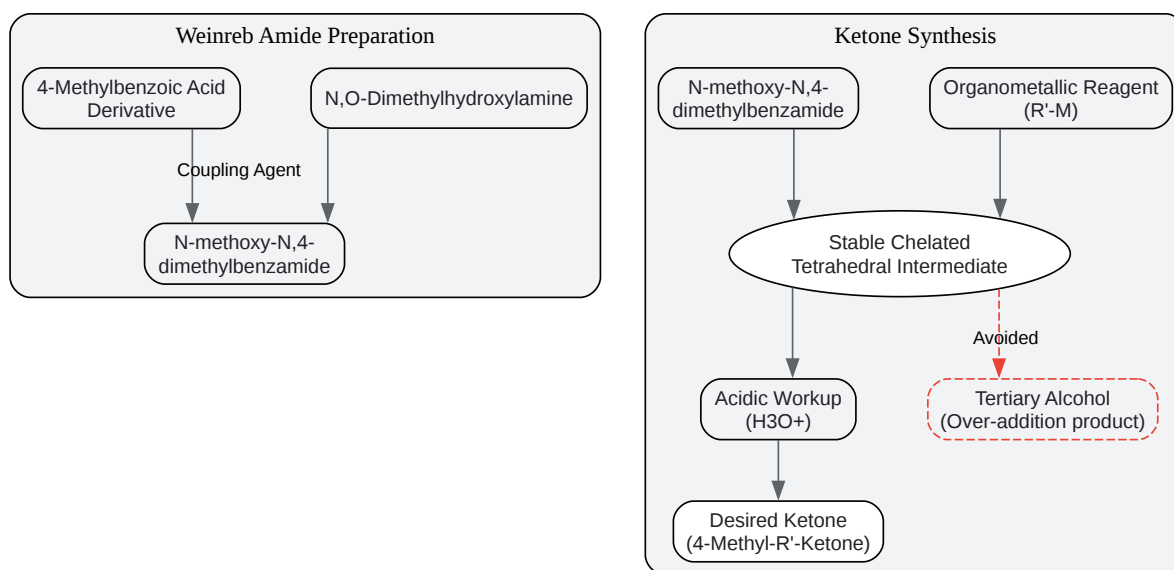 Weinreb Amide Preparation
4-Methylbenzoic Acid
Derivative
N,O-Dimethylhydroxylamine
Coupling Agent
N-methoxy-N,4-
dimethylbenzamide
Ketone Synthesis
N-methoxy-N,4-
dimethylbenzamide
Organometallic Reagent
(R'-M)
Stable Chelated
Tetrahedral Intermediate
Avoided
Acidic Workup
(H3O+)
Tertiary Alcohol
(Over-addition product)
Desired Ketone
(4-Methyl-R'-Ketone)